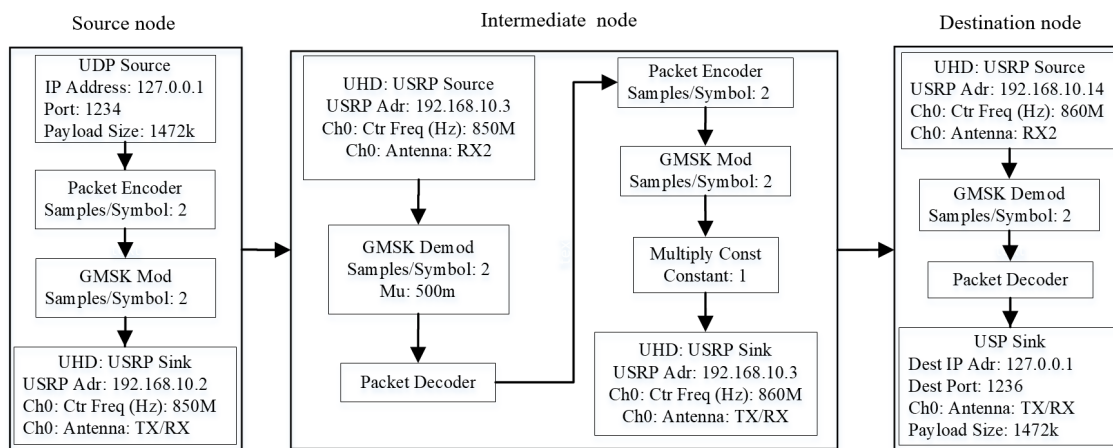 Source node
UDP Source
IP Address: 127.0.0.1
Port: 1234
Payload Size: 1472k
Packet Encoder
Samples/Symbol: 2
GMSK Mod
Samples/Symbol: 2
UHD: USRP Sink
USRP Adr: 192.168.10.2
Ch0: Ctr Freq (Hz): 850M
Ch0: Antenna: TX/RX
Intermediate node
UHD: USRP Source
USRP Adr: 192.168.10.3
Ch0: Ctr Freq (Hz): 850M
Ch0: Antenna: RX2
GMSK Demod
Samples/Symbol: 2
Mu: 500m
Packet Decoder
Packet Encoder
Samples/Symbol: 2
GMSK Mod
Samples/Symbol: 2
Multiply Const
Constant: 1
UHD: USRP Sink
USRP Adr: 192.168.10.3
Ch0: Ctr Freq (Hz): 860M
Ch0: Antenna: TX/RX
Destination node
UHD: USRP Source
USRP Adr: 192.168.10.14
Ch0: Ctr Freq (Hz): 860M
Ch0: Antenna: RX2
GMSK Demod
Samples/Symbol: 2
Packet Decoder
USP Sink
Dest IP Adr: 127.0.0.1
Dest Port: 1236
Ch0: Antenna: TX/RX
Payload Size: 1472k